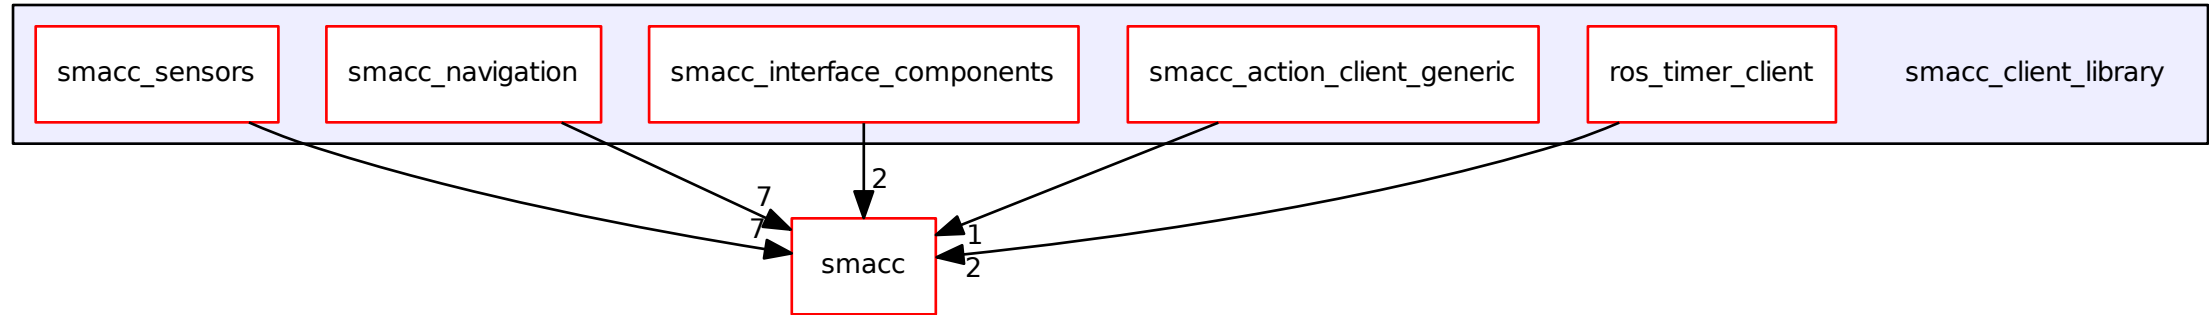 smacc_sensors
smacc_navigation
smacc_interface_components
smacc_action_client_generic
ros_timer_client
smacc_client_library
2
7
7
1
2
smacc